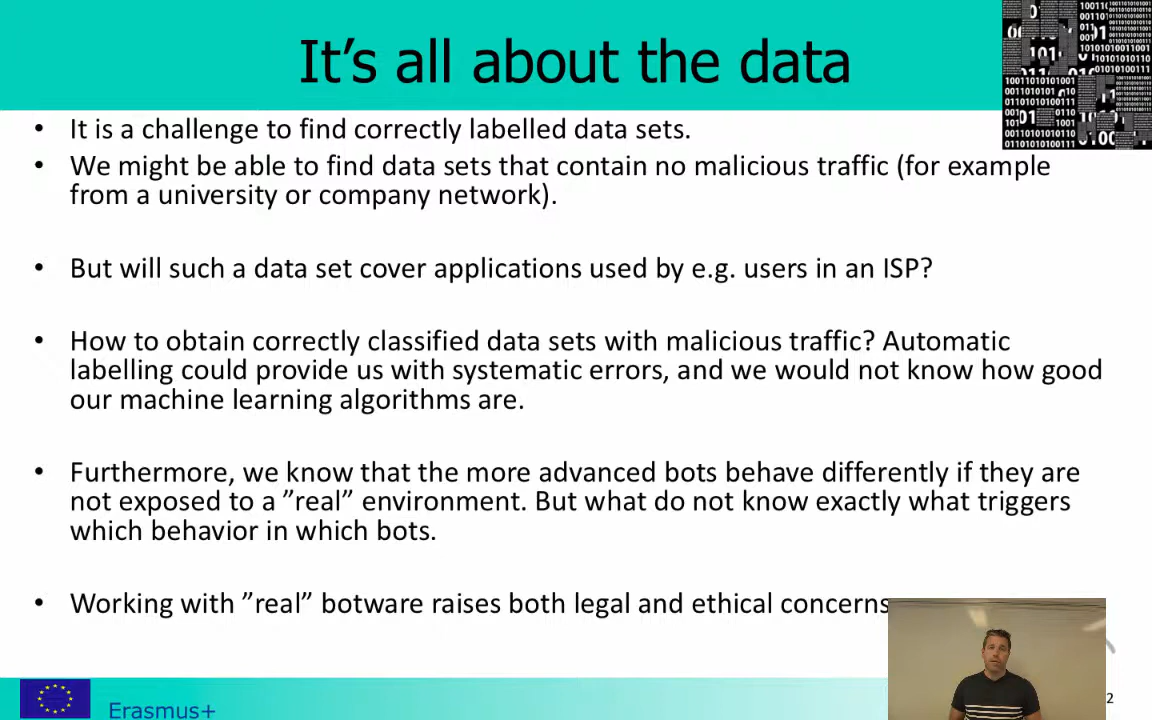 It's all about the data
• It is a challenge to find correctly labelled data sets.
• We might be able to find data sets that contain no malicious traffic (for example
from a university or company network).
• But will such a data set cover applications used by e.g. users in an ISP?
• How to obtain correctly classified data sets with malicious traffic? Automatic
labelling could provide us with systematic errors, and we would not know how good
our machine learning algorithms are.
• Furthermore, we know that the more advanced bots behave differently if they are
not exposed to a ”real” environment. But what do not know exactly what triggers
which behavior in which bots.
• Working with ”real” botware raises both legal and ethical concerns
Erasmus+
2